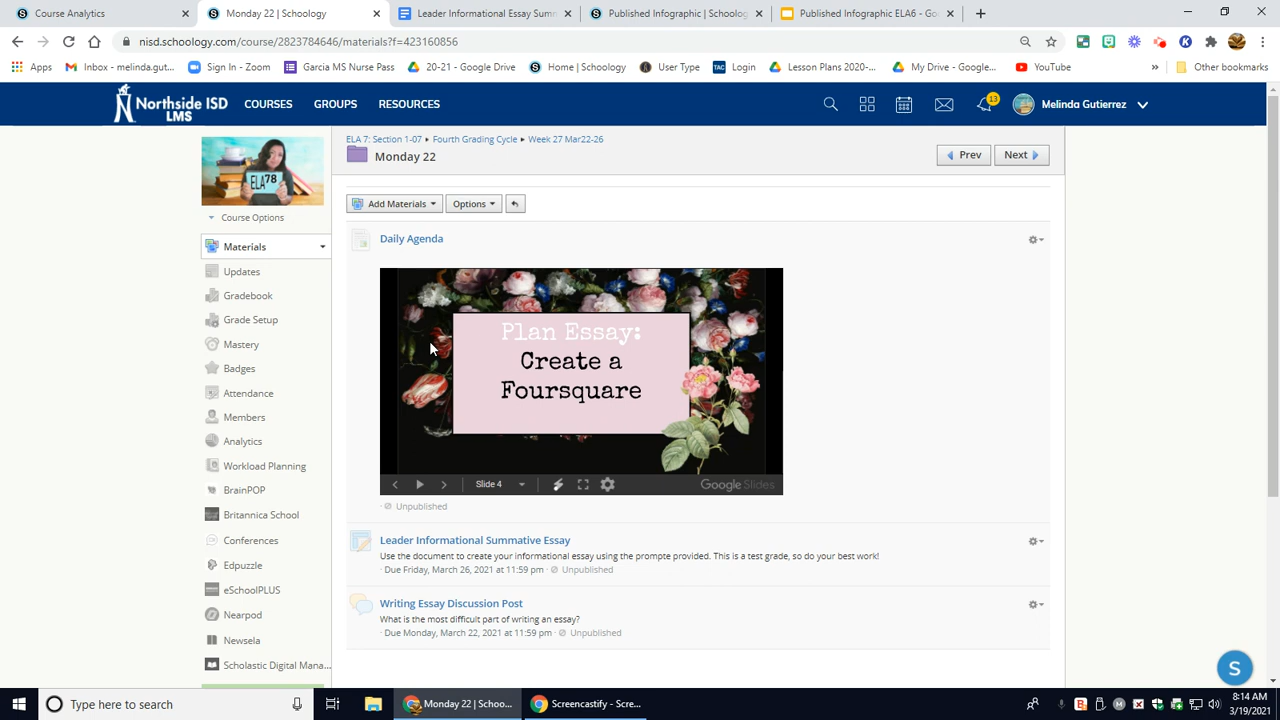 Course Analytics
Monday 22 | Schoology
Leader Informational Essay Summ
Published Infographic | Schoolog
Published Infographic ELA6 - Go
nisd.schoology.com/course/2823784646/materials?f=423160856
Apps
Inbox - melinda.gut...
Sign In - Zoom
Garcia MS Nurse Pass
20-21 - Google Drive
Home | Schoology
User Type
TAC
Login
Lesson Plans 2020-...
My Drive - Google...
YouTube
Other bookmarks
Northside ISD
LMS
COURSES
GROUPS
RESOURCES
13
Melinda Gutierrez
ELA 7: Section 1-07
Fourth Grading Cycle
Week 27 Mar22-26
Monday 22
Prev
Next
ELA78
Course Options
Materials
Updates
Gradebook
Grade Setup
Mastery
Badges
Attendance
Members
Analytics
Workload Planning
BrainPOP
Britannica School
Conferences
Edpuzzle
eSchoolPLUS
Nearpod
Newsela
Scholastic Digital Mana...
Add Materials
Options
Daily Agenda
Plan Essay:
Create a
Foursquare
Slide 4
Google Slides
Unpublished
Leader Informational Summative Essay
Use the document to create your informational essay using the prompte provided. This is a test grade, so do your best work!
· Due Friday, March 26, 2021 at 11:59 pm · Unpublished
Writing Essay Discussion Post
What is the most difficult part of writing an essay?
· Due Monday, March 22, 2021 at 11:59 pm · Unpublished
S
Type here to search
Monday 22 | Schoo...
Screencastify - Scre...
8:14 AM
3/19/2021